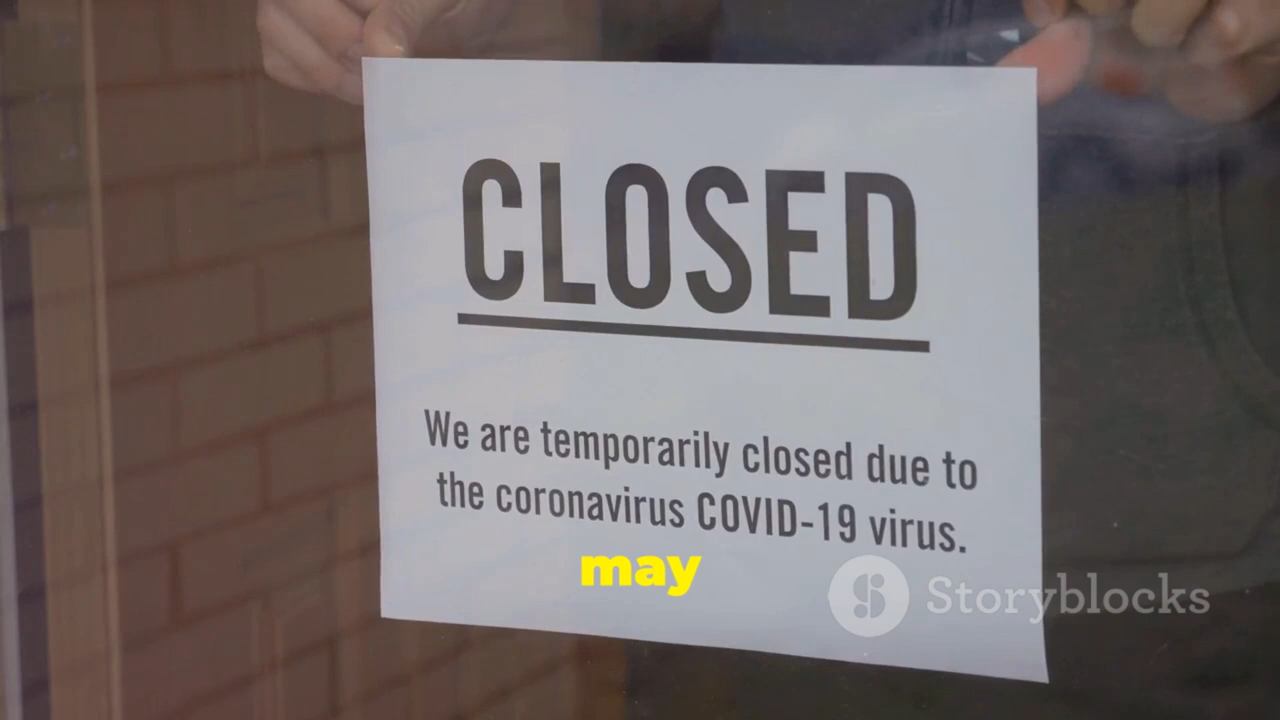 CLOSED
We are temporarily closed due to
the coronavirus COVID-19 virus.
may
Storyblocks